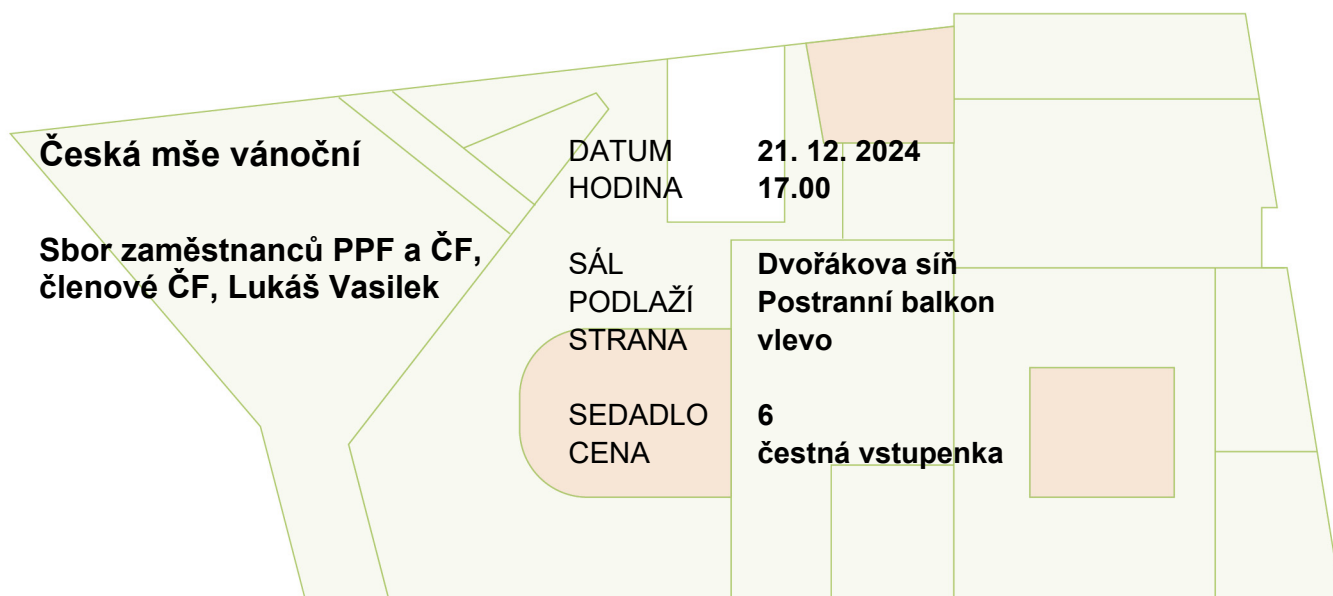 Česká mše vánoční
Sbor zaměstnanců PPF a ČF,
členové ČF, Lukáš Vasilek
DATUM 21. 12. 2024
HODINA 17.00
SÁL Dvořákova síň
PODLAŽÍ Postranní balkon
STRANA vlevo
SEDADLO 6
CENA čestná vstupenka